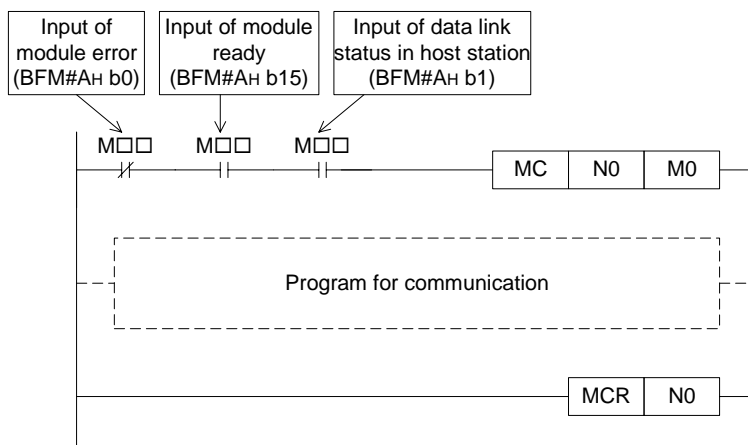 Input of
module error
(BFM#AH b0)
Input of module
ready
(BFM#AH b15)
Input of data link
status in host station
(BFM#AH b1)
M□□
M□□
M□□
MC
N0
M0
Program for communication
MCR
N0